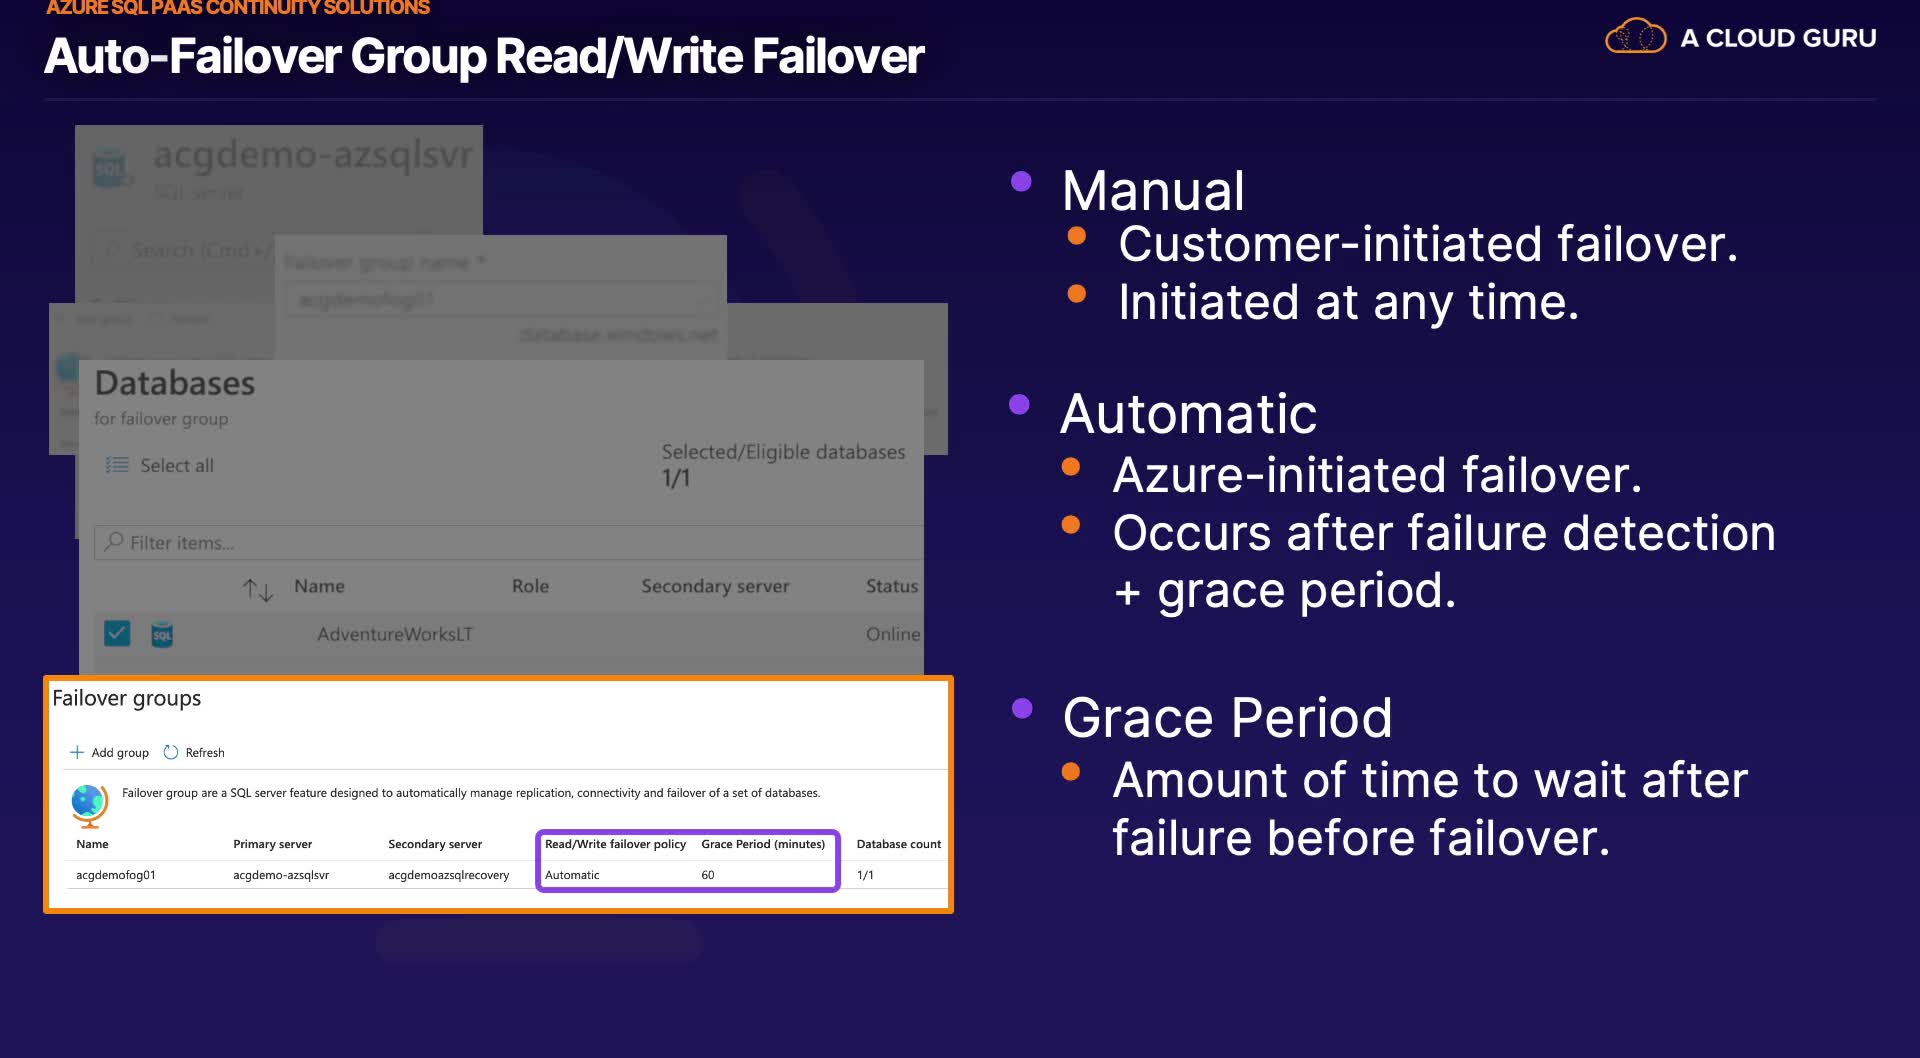 AZURE SQL PAAS CONTINUITY SOLUTIONS
Auto-Failover Group Read/Write Failover
A CLOUD GURU
acgdemo-azsqlsvr
SQL server
SQL
Search (Cmd+/
Failover group name *
acgdemofog01
.database.windows.net
Databases
for failover group
Select all
Selected/Eligible databases
1/1
Filter items...
Name Role Secondary server Status
SQL AdventureWorksLT Online
Failover groups
Add group Refresh
Failover group are a SQL server feature designed to automatically manage replication, connectivity and failover of a set of databases.
Name Primary server Secondary server Read/Write failover policy Grace Period (minutes) Database count
acgdemofog01 acgdemo-azsqlsvr acgdemoazsqlrecovery Automatic 60 1/1
• Manual
• Customer-initiated failover.
• Initiated at any time.
• Automatic
• Azure-initiated failover.
• Occurs after failure detection
+ grace period.
• Grace Period
• Amount of time to wait after
failure before failover.